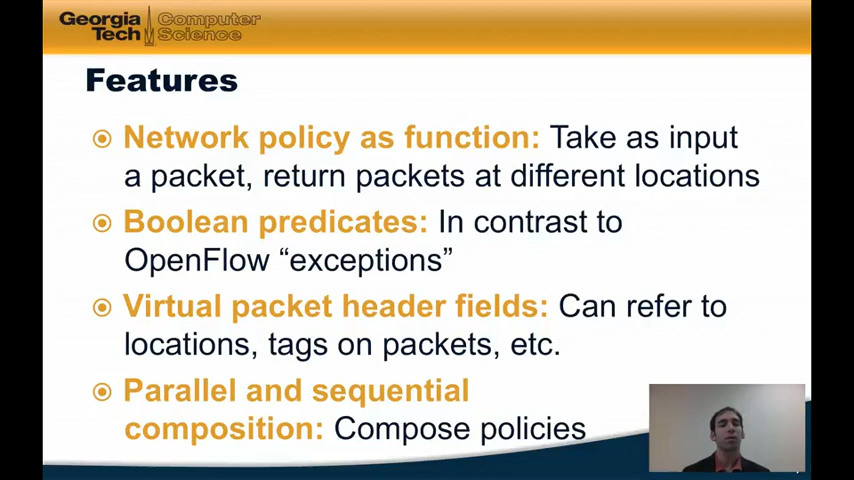 Georgia Tech
Computer Science
Features
Network policy as function: Take as input
a packet, return packets at different locations
Boolean predicates: In contrast to
OpenFlow “exceptions”
Virtual packet header fields: Can refer to
locations, tags on packets, etc.
Parallel and sequential
composition: Compose policies